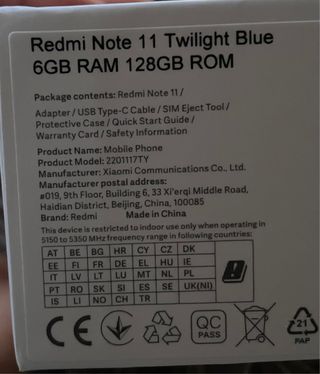 Redmi Note 11 Twilight Blue
6GB RAM 128GB ROM
Package contents: Redmi Note 11 /
Adapter / USB Type-C Cable / SIM Eject Tool /
Protective Case / Quick Start Guide /
Warranty Card / Safety Information
Product Name: Mobile Phone
Product Model: 2201117TY
Manufacturer: Xiaomi Communications Co., Ltd.
Manufacturer postal address:
#019, 9th Floor, Building 6, 33 Xi'erqi Middle Road,
Haidian District, Beijing, China, 100085
Brand: Redmi Made in China
This device is restricted to indoor use only when operating in
5150 to 5350 MHz frequency range in following countries:
AT BE BG HR CY CZ DK
EE FI FR DE EL HU IE
IT LV LT LU MT NL PL
PT RO SK SI ES SE UK(NI)
IS LI NO CH TR
CE
QC
PASS
21
PAP